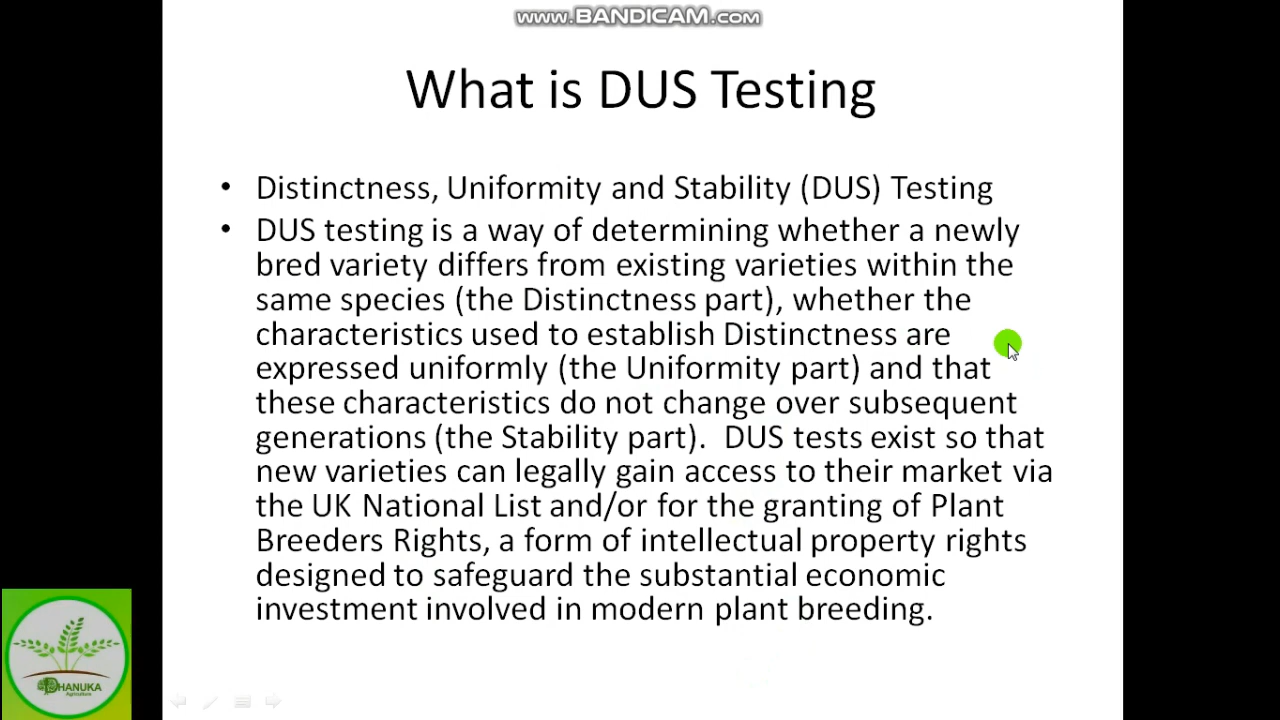 www.BANDICAM.com
What is DUS Testing
• Distinctness, Uniformity and Stability (DUS) Testing
• DUS testing is a way of determining whether a newly
bred variety differs from existing varieties within the
same species (the Distinctness part), whether the
characteristics used to establish Distinctness are
expressed uniformly (the Uniformity part) and that
these characteristics do not change over subsequent
generations (the Stability part).  DUS tests exist so that
new varieties can legally gain access to their market via
the UK National List and/or for the granting of Plant
Breeders Rights, a form of intellectual property rights
designed to safeguard the substantial economic
investment involved in modern plant breeding.
DHANUKA
Agriculture